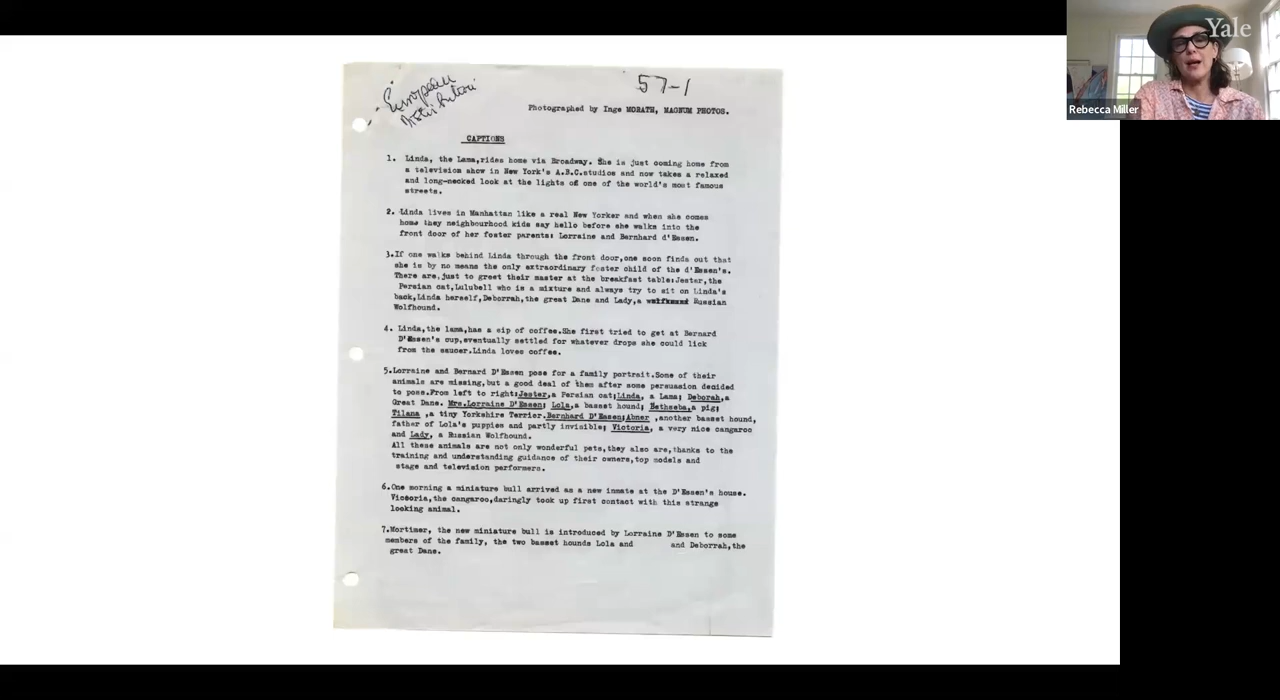 "European
Distribution"
57-1
Photographed by Inge MORATH, MAGNUM PHOTOS.
CAPTIONS
1. Linda, the Lama,rides home via Broadway. She is just coming home from
a television show in New York's A.B.C.studios and now takes a relaxed
and long-necked look at the lights of one of the world's most famous
streets.
2. Linda lives in Manhattan like a real New Yorker and when she comes
home they neighbourhood kids say hello before she walks into the
front door of her foster parents: Lorraine and Bernhard d'Essen.
3.If one walks behind Linda through the front door,one soon finds out that
she is by no means the only extraordinary foster child of the d'Essen's.
There are,just to greet their master at the breakfast table:Jester,the
Persian cat,Lulubell who is a mixture and always try to sit on Linda's
back,Linda herself,Deborrah,the great Dane and Lady,a Russian
Wolfhound.
4. Linda,the lama,has a sip of coffee.She first tried to get at Bernard
D'Essen's cup,eventually settled for whatever drops she could lick
from the saucer.Linda loves coffee.
5.Lorraine and Bernard D'Essen pose for a family portrait.Some of their
animals are missing,but a good deal of them after some persuasion decided
to pose.From left to right:Jester,a Persian cat;Linda, a Lama; Deborah,a
Great Dane. Mrs.Lorraine D'Essen; Lola,a basset hound; Bethseba,a pig;
Tilana ,a tiny Yorkshire Terrier.Bernhard D'Essen;Abner ,another basset hound,
father of Lola's puppies and partly invisible; Victoria, a very nice cangaroo
and Lady, a Russian Wolfhound.
All these animals are not only wonderful pets,they also are,thanks to the
training and understanding guidance of their owners,top models and
stage and television performers.
6.One morning a miniature bull arrived as a new inmate at the D'Essen's house.
Victoria,the cangaroo,daringly took up first contact with this strange
looking animal.
7.Mortimer, the new miniature bull is introduced by Lorraine D'Essen to some
members of the family, the two basset hounds Lola and and Deborrah,the
great Dane.
Yale
Rebecca Miller